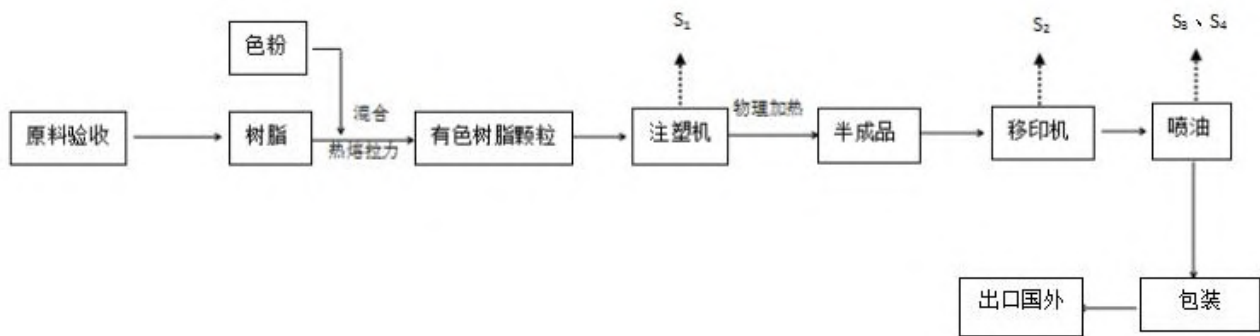 S₁
S₂
S₃、S₄
色粉
混合
物理加热
原料验收
树脂
热熔拉力
有色树脂颗粒
注塑机
半成品
移印机
喷油
出口国外
包装